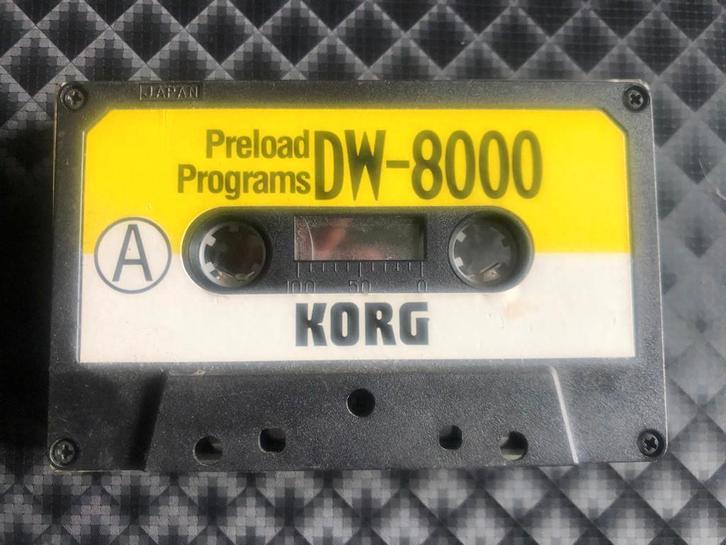 JAPAN
Preload
Programs DW-8000
A
100 50 0
KORG